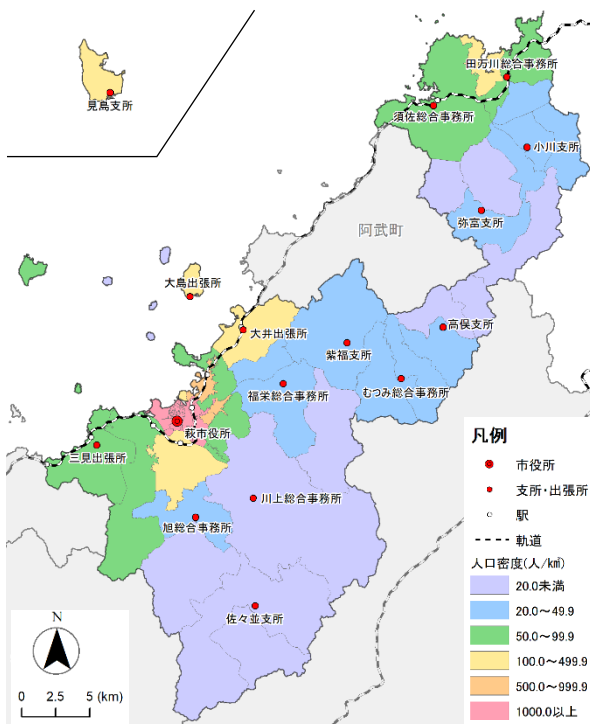 見島支所
田万川総合事務所
須佐総合事務所
小川支所
弥富支所
阿武町
大島出張所
大井出張所
高俣支所
紫福支所
福栄総合事務所
むつみ総合事務所
萩市役所
三見出張所
川上総合事務所
旭総合事務所
佐々並支所
凡例
市役所
支所・出張所
駅
軌道
人口密度(人/㎢)
20.0未満
20.0～49.9
50.0～99.9
100.0～499.9
500.0～999.9
1000.0以上
N
0 2.5 5 (km)